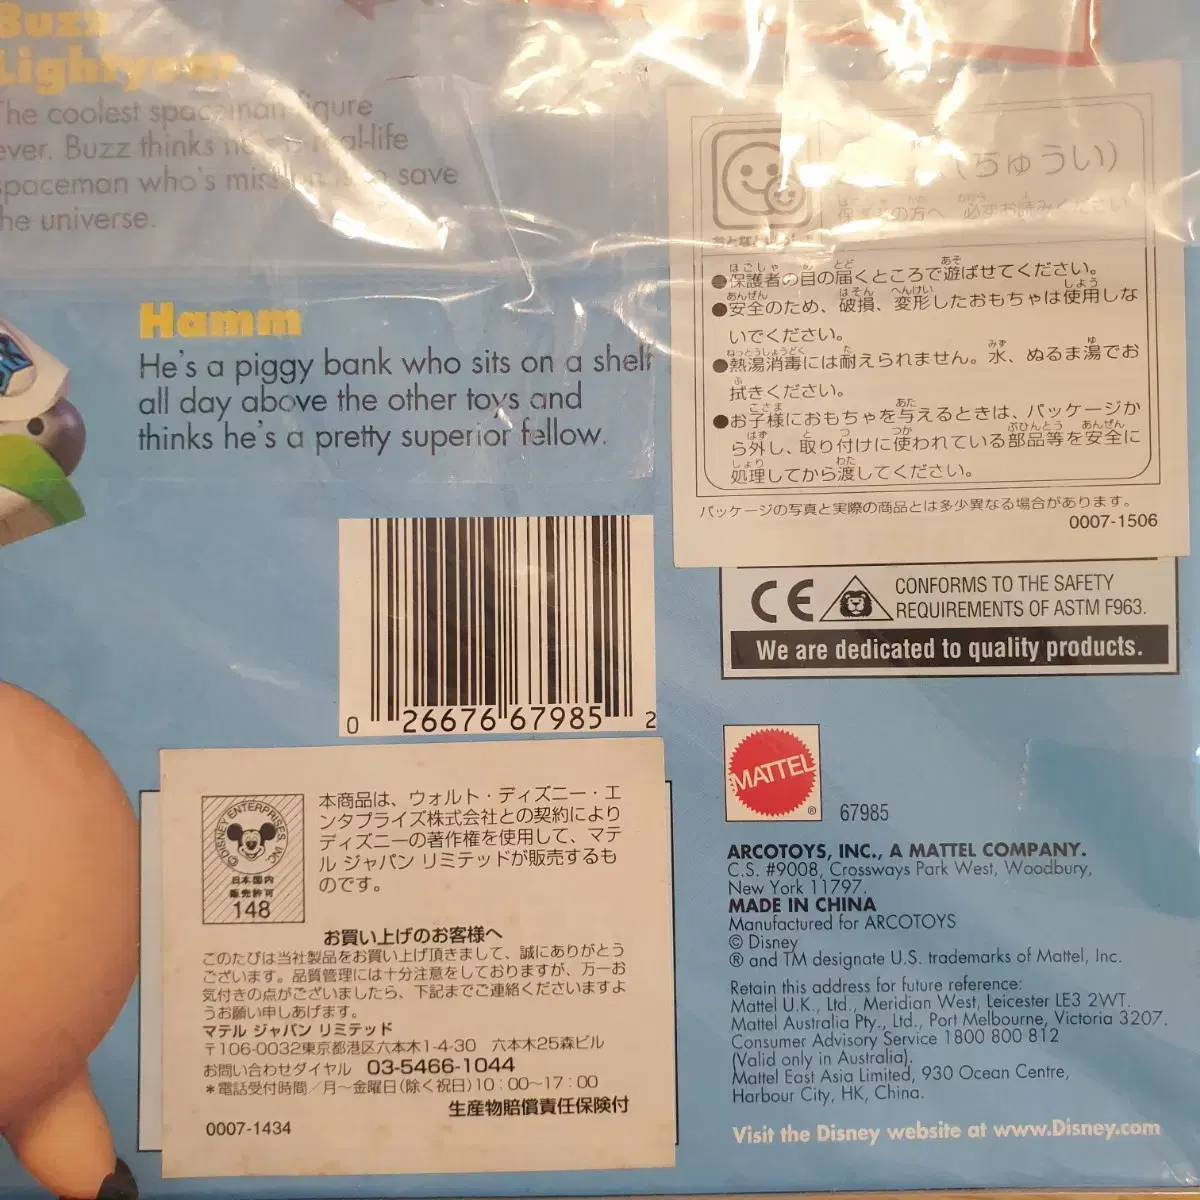 Buzz
Lightyear
The coolest spaceman figure
ever. Buzz thinks he's a real-life
spaceman who's mission is to save
the universe.
Hamm
He's a piggy bank who sits on a shelf
all day above the other toys and
thinks he's a pretty superior fellow.
0 26676 67985 2
(ちゅうい)
保護者の方へ 必ずお読みください
●保護者の目の届くところで遊ばせてください。
●安全のため、破損、変形したおもちゃは使用しな
いでください。
●熱湯消毒には耐えられません。水、ぬるま湯でお
拭きください。
●お子様におもちゃを与えるときは、パッケージか
ら外し、取り付けに使われている部品等を安全に
処理してから渡してください。
パッケージの写真と実際の商品とは多少異なる場合があります。
0007-1506
CE
CONFORMS TO THE SAFETY
REQUIREMENTS OF ASTM F963.
We are dedicated to quality products.
MATTEL
®
67985
ARCOTOYS, INC., A MATTEL COMPANY.
C.S. #9008, Crossways Park West, Woodbury,
New York 11797.
MADE IN CHINA
Manufactured for ARCOTOYS
© Disney
® and TM designate U.S. trademarks of Mattel, Inc.
Retain this address for future reference:
Mattel U.K., Ltd., Meridian West, Leicester LE3 2WT.
Mattel Australia Pty., Ltd., Port Melbourne, Victoria 3207.
Consumer Advisory Service 1800 800 812
(Valid only in Australia).
Mattel East Asia Limited, 930 Ocean Centre,
Harbour City, HK, China.
Visit the Disney website at www.Disney.com
© DISNEY ENTERPRISES, INC.
日本国内
販売許可
148
本商品は、ウォルト・ディズニー・エ
ンタプライズ株式会社との契約により
ディズニーの著作権を使用して、マテ
ル ジャパン リミテッドが販売するも
のです。
お買い上げのお客様へ
このたびは当社製品をお買い上げ頂きまして、誠にありがとう
ございます。品質管理には十分注意をしておりますが、万一お
気付きの点がございましたら、下記までご連絡くださいますよ
うお願い申しあげます。
マテル ジャパン リミテッド
〒106-0032東京都港区六本木1-4-30 六本木25森ビル
お問い合わせダイヤル 03-5466-1044
*電話受付時間／月〜金曜日(除く祝日)10:00〜17:00
生産物賠償責任保険付
0007-1434